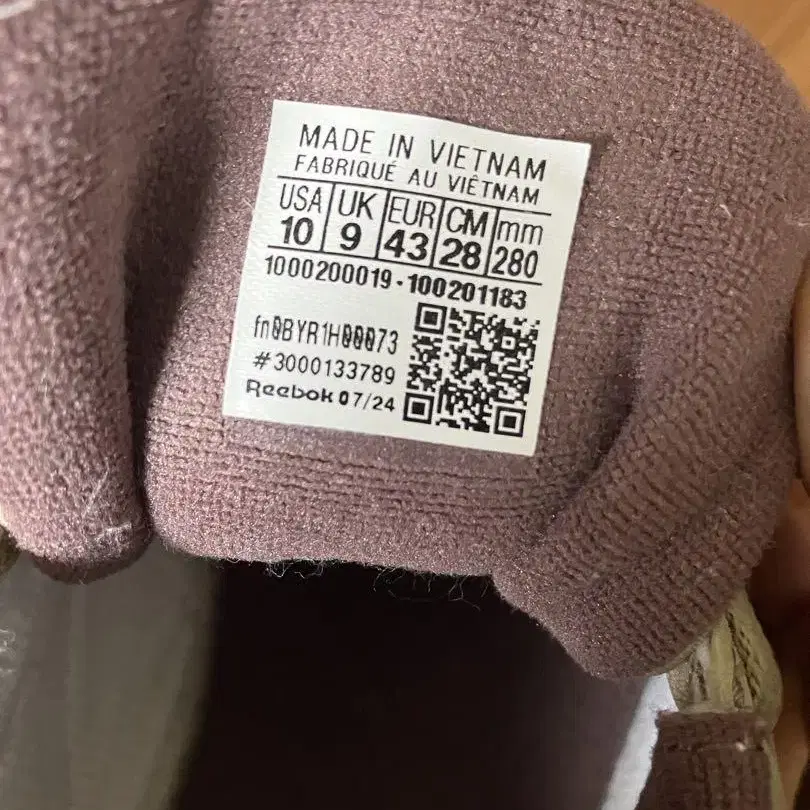 MADE IN VIETNAM
FABRIQUÉ AU VIÊTNAM
USA UK EUR CM mm
10 9 43 28 280
1000200019-100201183
#3000133789
Reebok 07/24